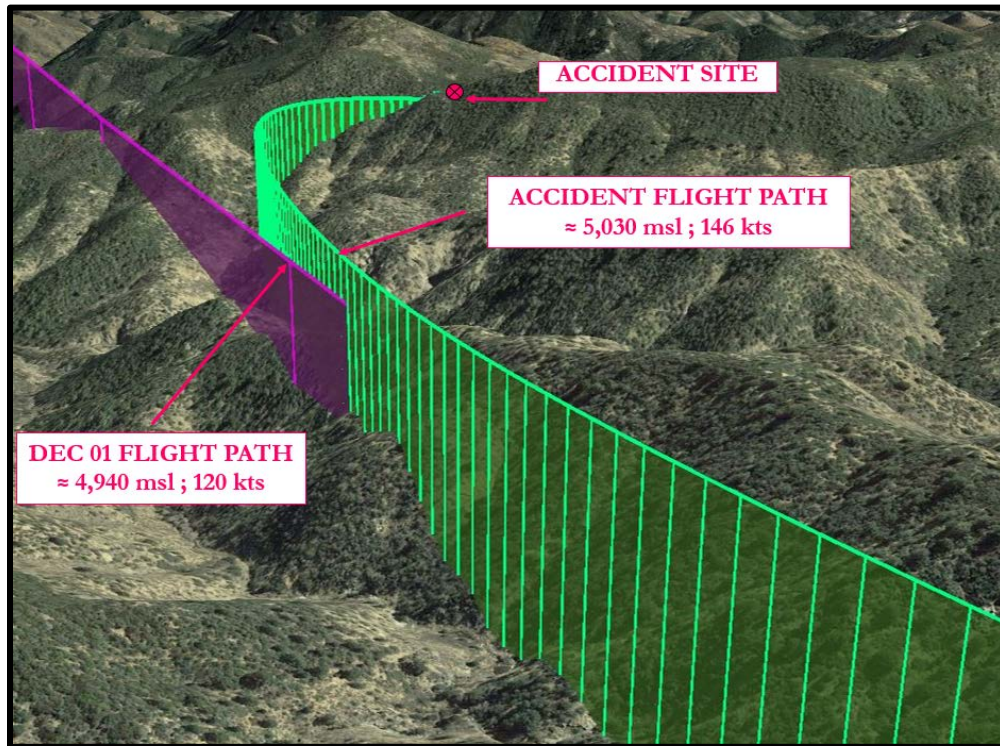 ACCIDENT SITE
ACCIDENT FLIGHT PATH
≈ 5,030 msl ; 146 kts
DEC 01 FLIGHT PATH
≈ 4,940 msl ; 120 kts